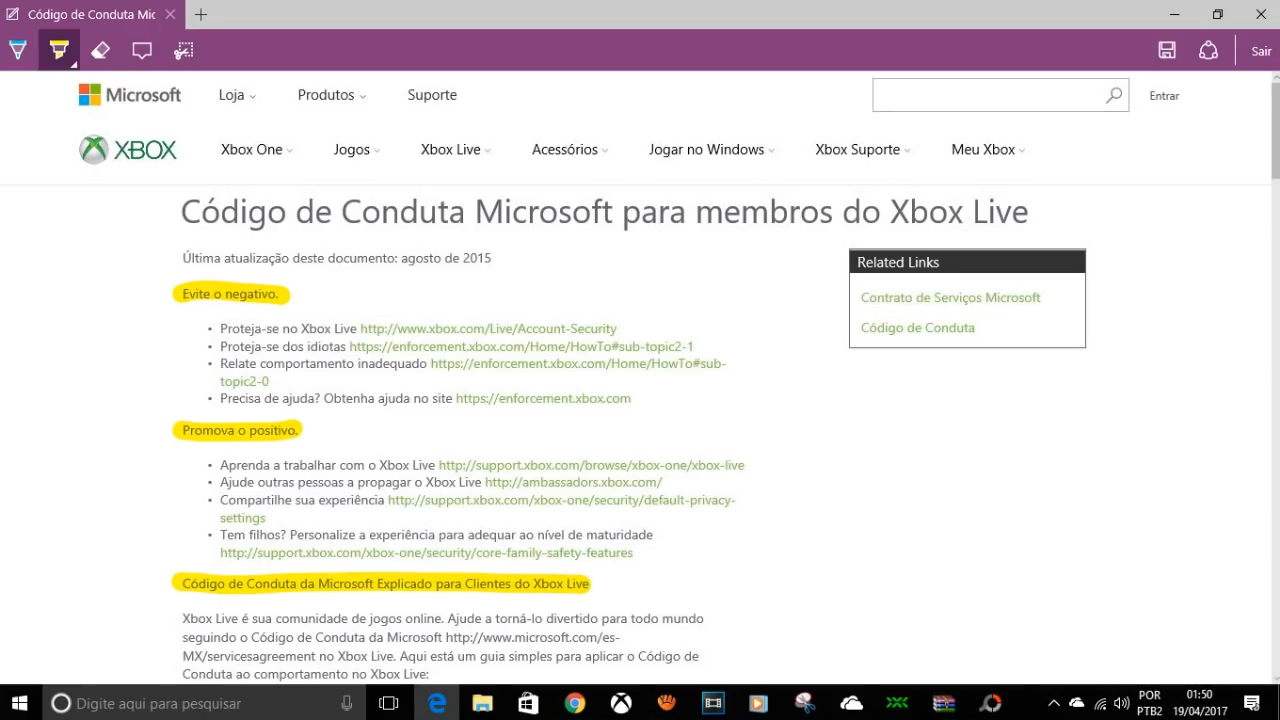 Código de Conduta Mic
Sair
Microsoft
Loja
Produtos
Suporte
Entrar
XBOX
Xbox One
Jogos
Xbox Live
Acessórios
Jogar no Windows
Xbox Suporte
Meu Xbox
Código de Conduta Microsoft para membros do Xbox Live
Última atualização deste documento: agosto de 2015
Evite o negativo.
• Proteja-se no Xbox Live http://www.xbox.com/Live/Account-Security
• Proteja-se dos idiotas https://enforcement.xbox.com/Home/HowTo#sub-topic2-1
• Relate comportamento inadequado https://enforcement.xbox.com/Home/HowTo#sub-
topic2-0
• Precisa de ajuda? Obtenha ajuda no site https://enforcement.xbox.com
Promova o positivo.
• Aprenda a trabalhar com o Xbox Live http://support.xbox.com/browse/xbox-one/xbox-live
• Ajude outras pessoas a propagar o Xbox Live http://ambassadors.xbox.com/
• Compartilhe sua experiência http://support.xbox.com/xbox-one/security/default-privacy-
settings
• Tem filhos? Personalize a experiência para adequar ao nível de maturidade
http://support.xbox.com/xbox-one/security/core-family-safety-features
Código de Conduta da Microsoft Explicado para Clientes do Xbox Live
Xbox Live é sua comunidade de jogos online. Ajude a torná-lo divertido para todo mundo
seguindo o Código de Conduta da Microsoft http://www.microsoft.com/es-
MX/servicesagreement no Xbox Live. Aqui está um guia simples para aplicar o Código de
Conduta ao comportamento no Xbox Live:
Related Links
Contrato de Serviços Microsoft
Código de Conduta
Digite aqui para pesquisar
POR
PTB2
01:50
19/04/2017